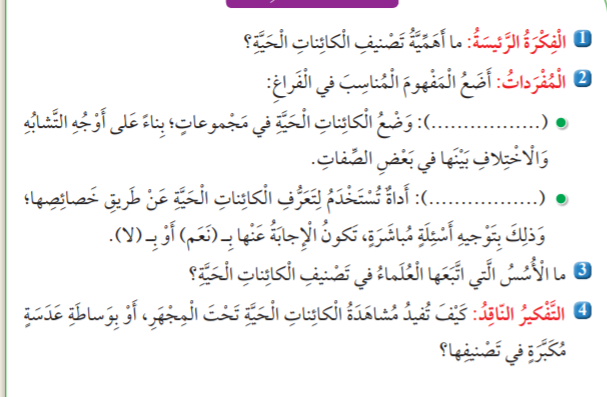 1 الْفِكْرَةُ الرَّئيسَةُ: ما أَهَمِّيَّةُ تَصْنيفِ الْكائِناتِ الْحَيَّةِ؟
2 الْمُفْرَداتُ: أَضَعُ الْمَفْهومَ الْمُناسِبَ في الْفَراغِ:
● (.................): وَضْعُ الْكائِناتِ الْحَيَّةِ في مَجْموعاتٍ؛ بِناءً عَلى أَوْجُهِ التَّشابُهِ
وَالْاخْتِلافِ بَيْنَها في بَعْضِ الصِّفاتِ.
● (.................): أَداةٌ تُسْتَخْدَمُ لِتَعَرُّفِ الْكائِناتِ الْحَيَّةِ عَنْ طَريقِ خَصائِصِها؛
وَذلِكَ بِتَوْجيهِ أَسْئِلَةٍ مُباشَرَةٍ، تَكونُ الْإِجابَةُ عَنْها بِـ (نَعَم) أَوْ بِـ (لا).
3 ما الْأُسُسُ الَّتي اتَّبَعَها الْعُلَماءُ في تَصْنيفِ الْكائِناتِ الْحَيَّةِ؟
4 التَّفْكيرُ النّاقِدُ: كَيْفَ تُفيدُ مُشاهَدَةُ الْكائِناتِ الْحَيَّةِ تَحْتَ الْمِجْهَرِ، أَوْ بِوَساطَةِ عَدَسَةٍ
مُكَبِّرَةٍ في تَصْنيفِها؟